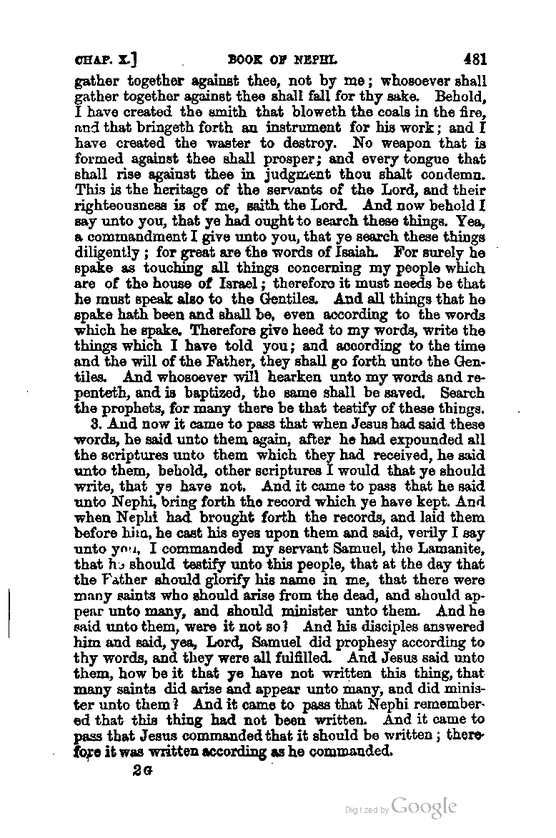 CHAP. X.] BOOK OF NEPHI. 481
gather together against thee, not by me; whosoever shall
gather together against thee shall fall for thy sake. Behold,
I have created the smith that bloweth the coals in the fire,
and that bringeth forth an instrument for his work; and I
have created the waster to destroy. No weapon that is
formed against thee shall prosper; and every tongue that
shall rise against thee in judgment thou shalt condemn.
This is the heritage of the servants of the Lord, and their
righteousness is of me, saith the Lord. And now behold I
say unto you, that ye had ought to search these things. Yea,
a commandment I give unto you, that ye search these things
diligently; for great are the words of Isaiah. For surely he
spake as touching all things concerning my people which
are of the house of Israel; therefore it must needs be that
he must speak also to the Gentiles. And all things that he
spake hath been and shall be, even according to the words
which he spake. Therefore give heed to my words, write the
things which I have told you; and according to the time
and the will of the Father, they shall go forth unto the Gen-
tiles. And whosoever will hearken unto my words and re-
penteth, and is baptized, the same shall be saved. Search
the prophets, for many there be that testify of these things.
3. And now it came to pass that when Jesus had said these
words, he said unto them again, after he had expounded all
the scriptures unto them which they had received, he said
unto them, behold, other scriptures I would that ye should
write, that ye have not. And it came to pass that he said
unto Nephi, bring forth the record which ye have kept. And
when Nephi had brought forth the records, and laid them
before him, he cast his eyes upon them and said, verily I say
unto you, I commanded my servant Samuel, the Lamanite,
that he should testify unto this people, that at the day that
the Father should glorify his name in me, that there were
many saints who should arise from the dead, and should ap-
pear unto many, and should minister unto them. And he
said unto them, were it not so? And his disciples answered
him and said, yea, Lord, Samuel did prophesy according to
thy words, and they were all fulfilled. And Jesus said unto
them, how be it that ye have not written this thing, that
many saints did arise and appear unto many, and did minis-
ter unto them? And it came to pass that Nephi remember-
ed that this thing had not been written. And it came to
pass that Jesus commanded that it should be written; there-
fore it was written according as he commanded.
2G
Digitized by Google